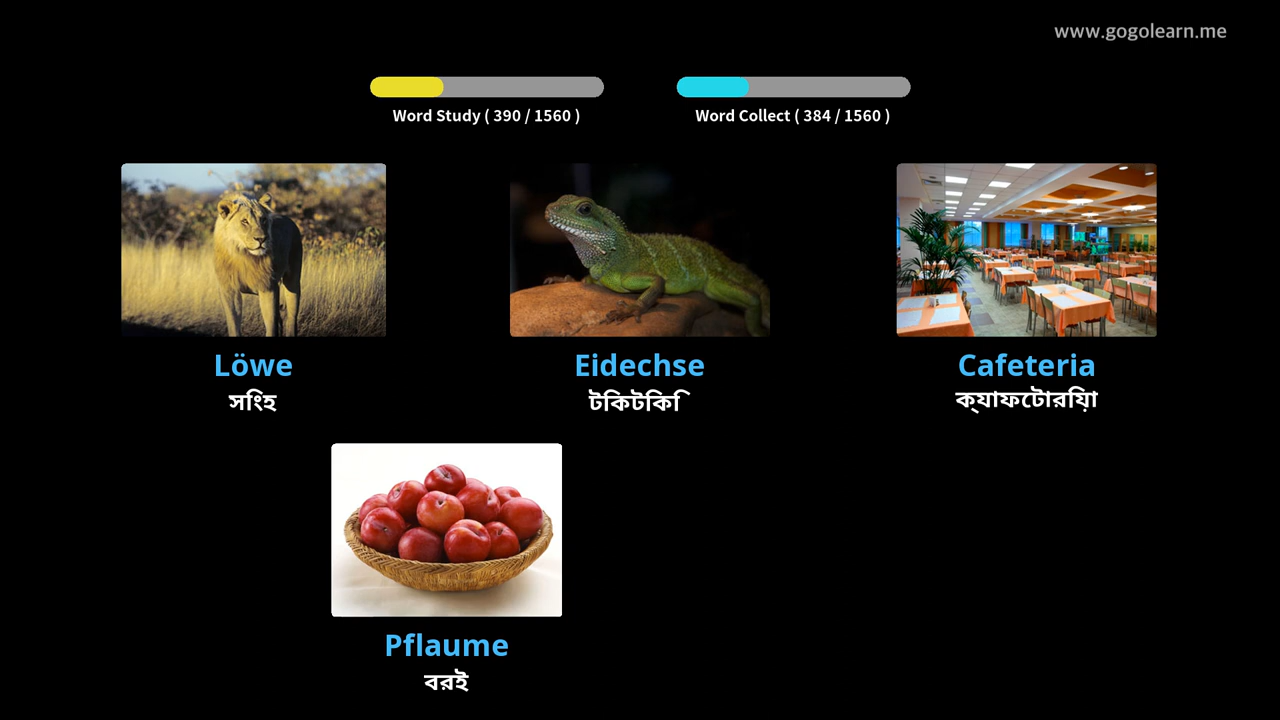 www.gogolearn.me
Word Study ( 390 / 1560 )
Word Collect ( 384 / 1560 )
Löwe
Eidechse
Cafeteria
সিংহ
টিকটিকি
ক্যাফেটোরিয়া
Pflaume
বরই